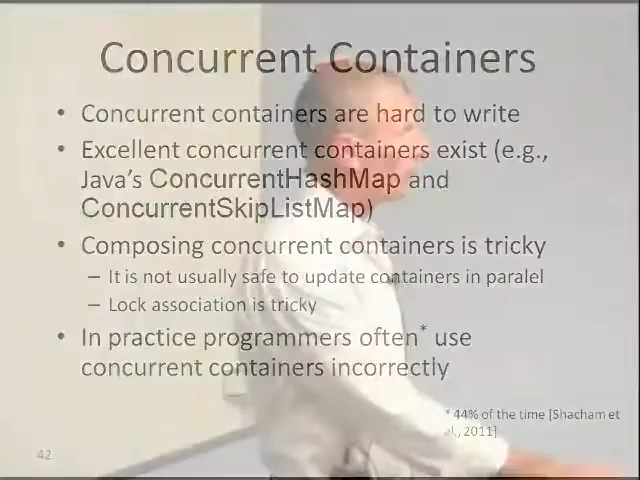 Concurrent Containers
• Concurrent containers are hard to write
• Excellent concurrent containers exist (e.g.,
Java's ConcurrentHashMap and
ConcurrentSkipListMap)
• Composing concurrent containers is tricky
– It is not usually safe to update containers in paralel
– Lock association is tricky
• In practice programmers often* use
concurrent containers incorrectly
* 44% of the time [Shacham et
al., 2011]
42